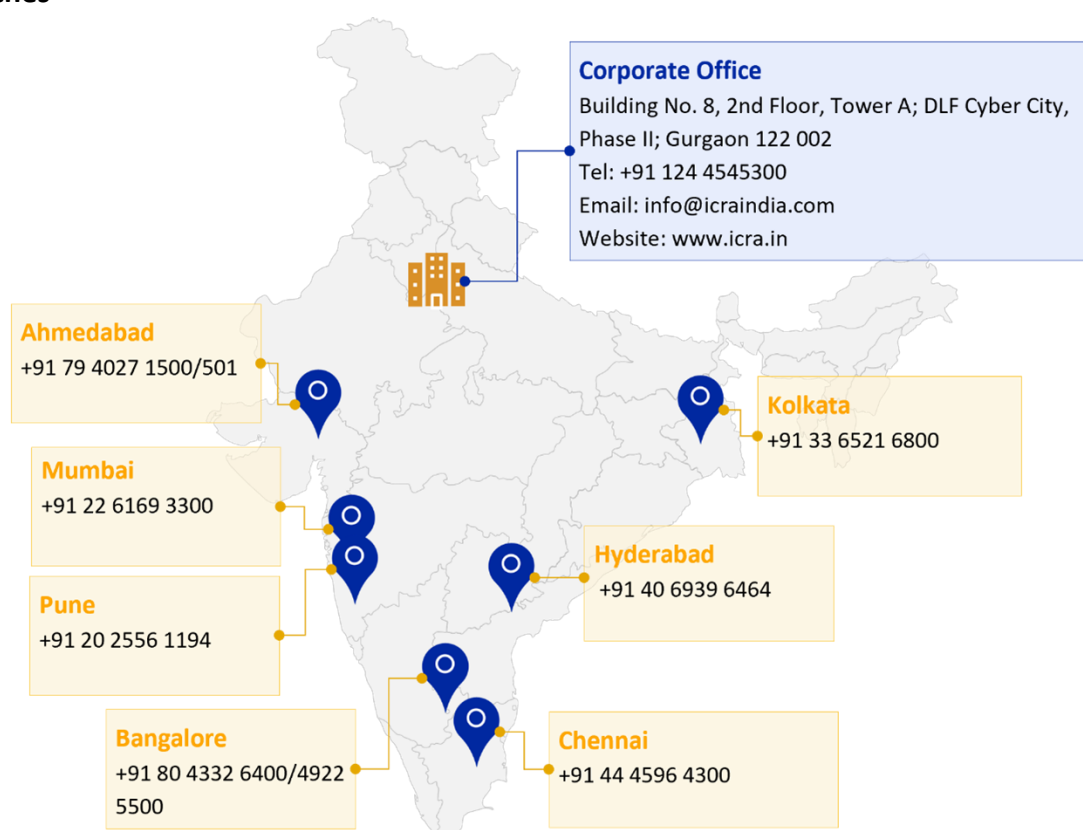 Corporate Office
Building No. 8, 2nd Floor, Tower A; DLF Cyber City,
Phase II; Gurgaon 122 002
Tel: +91 124 4545300
Email: info@icraindia.com
Website: www.icra.in
Ahmedabad
+91 79 4027 1500/501
Kolkata
+91 33 6521 6800
Mumbai
+91 22 6169 3300
Hyderabad
+91 40 6939 6464
Pune
+91 20 2556 1194
Bangalore
+91 80 4332 6400/4922
5500
Chennai
+91 44 4596 4300